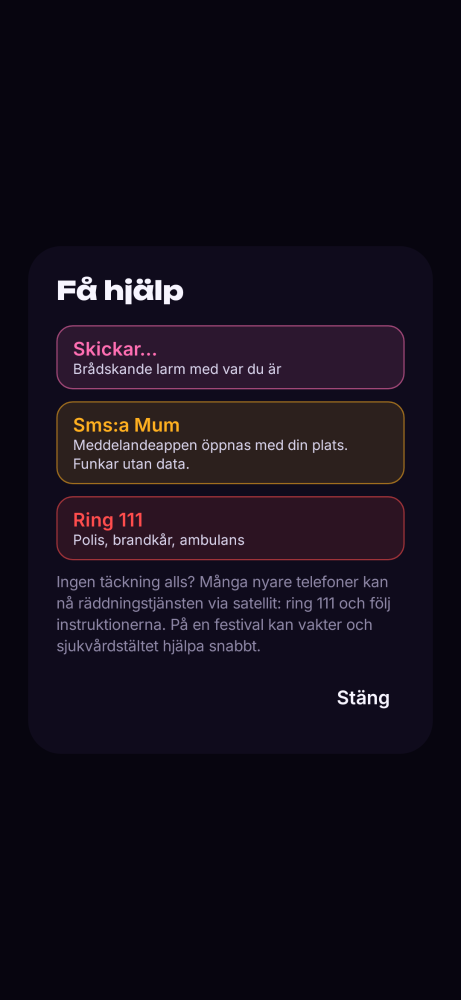 Få hjälp
Skickar…
Brådskande larm med var du är
Sms:a Mum
Meddelandeappen öppnas med din plats.
Funkar utan data.
Ring 111
Polis, brandkår, ambulans
Ingen täckning alls? Många nyare telefoner kan
nå räddningstjänsten via satellit: ring 111 och följ
instruktionerna. På en festival kan vakter och
sjukvårdstältet hjälpa snabbt.
Stäng